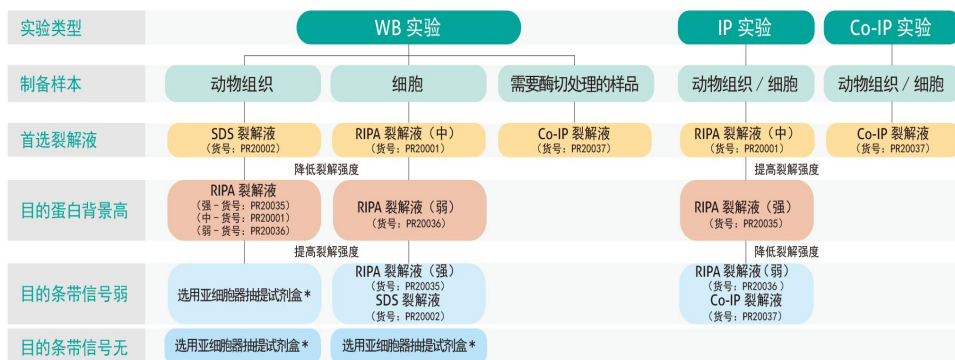 实验类型
WB 实验
IP 实验
Co-IP 实验
制备样本
动物组织
细胞
需要酶切处理的样品
动物组织 / 细胞
动物组织 / 细胞
首选裂解液
SDS 裂解液
（货号：PR20002）
RIPA 裂解液（中）
（货号：PR20001）
Co-IP 裂解液
（货号：PR20037）
RIPA 裂解液（中）
（货号：PR20001）
Co-IP 裂解液
（货号：PR20037）
降低裂解强度
提高裂解强度
目的蛋白背景高
RIPA 裂解液
（强－货号：PR20035）
（中－货号：PR20001）
（弱－货号：PR20036）
RIPA 裂解液（弱）
（货号：PR20036）
RIPA 裂解液（强）
（货号：PR20035）
提高裂解强度
降低裂解强度
目的条带信号弱
选用亚细胞器抽提试剂盒*
RIPA 裂解液（强）
（货号：PR20035）
SDS 裂解液
（货号：PR20002）
RIPA 裂解液（弱）
（货号：PR20036）
Co-IP 裂解液
（货号：PR20037）
目的条带信号无
选用亚细胞器抽提试剂盒*
选用亚细胞器抽提试剂盒*